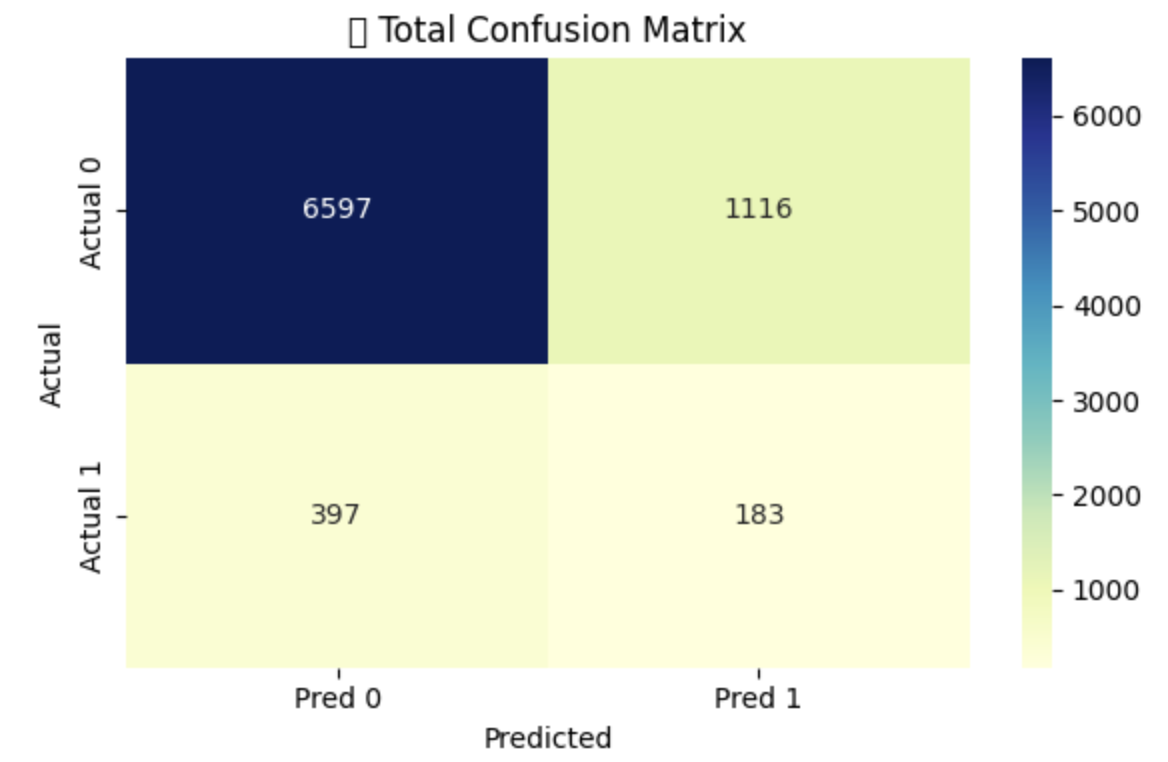 ▯ Total Confusion Matrix
Actual
Actual 0
Actual 1
6597
1116
397
183
Pred 0
Pred 1
Predicted
6000
5000
4000
3000
2000
1000